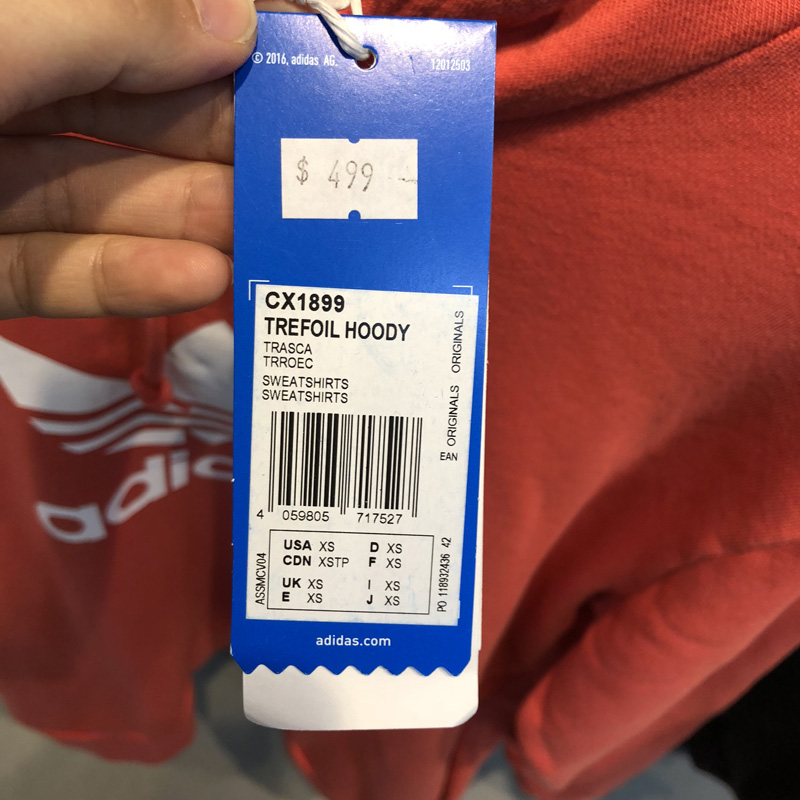 © 2016, adidas AG.
12012503
$ 499
CX1899
TREFOIL HOODY
TRASCA
TRROEC
SWEATSHIRTS
SWEATSHIRTS
ORIGINALS
ORIGINALS
EAN
4 059805 717527
ASSMCV04
USA XS D XS
CDN XSTP F XS
UK XS I XS
E XS J XS
PO 118932436 42
adidas.com
adidas